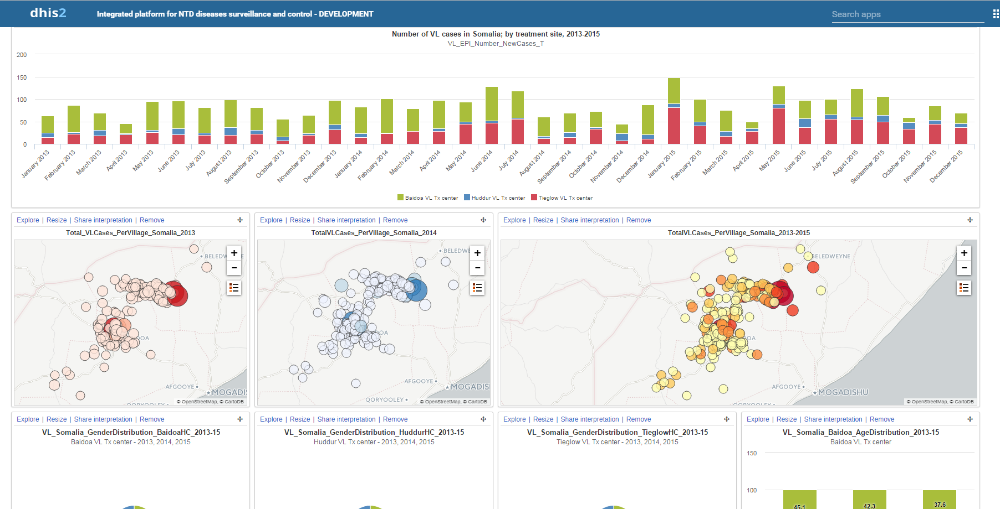 dhis2
Integrated platform for NTD diseases surveillance and control - DEVELOPMENT
Search apps
Number of VL cases in Somalia; by treatment site, 2013-2015
VL_EPI_Number_NewCases_T
200
150
100
50
0
January 2013
February 2013
March 2013
April 2013
May 2013
June 2013
July 2013
August 2013
September 2013
October 2013
November 2013
December 2013
January 2014
February 2014
March 2014
April 2014
May 2014
June 2014
July 2014
August 2014
September 2014
October 2014
November 2014
December 2014
January 2015
February 2015
March 2015
April 2015
May 2015
June 2015
July 2015
August 2015
September 2015
October 2015
November 2015
December 2015
Baidoa VL Tx center Huddur VL Tx center Tieglow VL Tx center
Explore | Resize | Share interpretation | Remove
Total_VLCases_PerVillage_Somalia_2013
+
−
BELEDW E
OA
AFGOOYE
MOGADIS
QORYOOLEY
© OpenStreetMap, © CartoDB
Explore | Resize | Share interpretation | Remove
TotalVLCases_PerVillage_Somalia_2014
+
−
BELEDWE
OA
AFGOOYE
MOGADIS
QORYOOLEY
© OpenStreetMap, © CartoDB
Explore | Resize | Share interpretation | Remove
TotalVLCases_PerVillage_Somalia_2013-2015
+
−
BELEDWEYNE
OA
AFGOOYE
MOGADISHU
QORYOOLEY
© OpenStreetMap, © CartoDB
Explore | Resize | Share interpretation | Remove
VL_Somalia_GenderDistribution_BaidoaHC_2013-15
Baidoa VL Tx center - 2013, 2014, 2015
Explore | Resize | Share interpretation | Remove
VL_Somalia_GenderDistribution_HuddurHC_2013-15
Huddur VL Tx center - 2013, 2014, 2015
Explore | Resize | Share interpretation | Remove
VL_Somalia_GenderDistribution_TieglowHC_2013-15
Tieglow VL Tx center - 2013, 2014, 2015
Explore | Resize | Share interpretation | Remove
VL_Somalia_Baidoa_AgeDistribution_2013-15
Baidoa VL Tx center
150
100
45.1
42.3
37.6